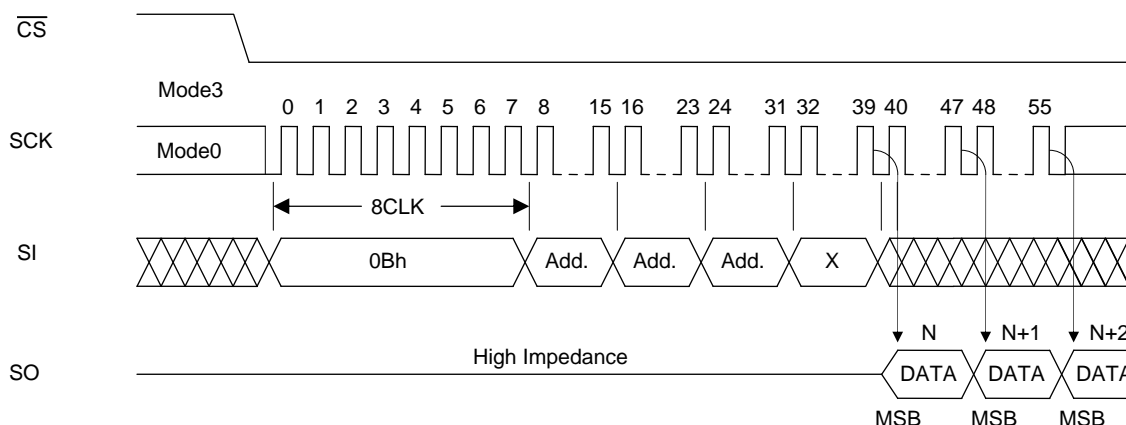 CS
Mode3
0 1 2 3 4 5 6 7 8 15 16 23 24 31 32 39 40 47 48 55
SCK
Mode0
8CLK
SI
0Bh Add. Add. Add. X
N N+1 N+2
High Impedance
SO
DATA DATA DATA
MSB MSB MSB